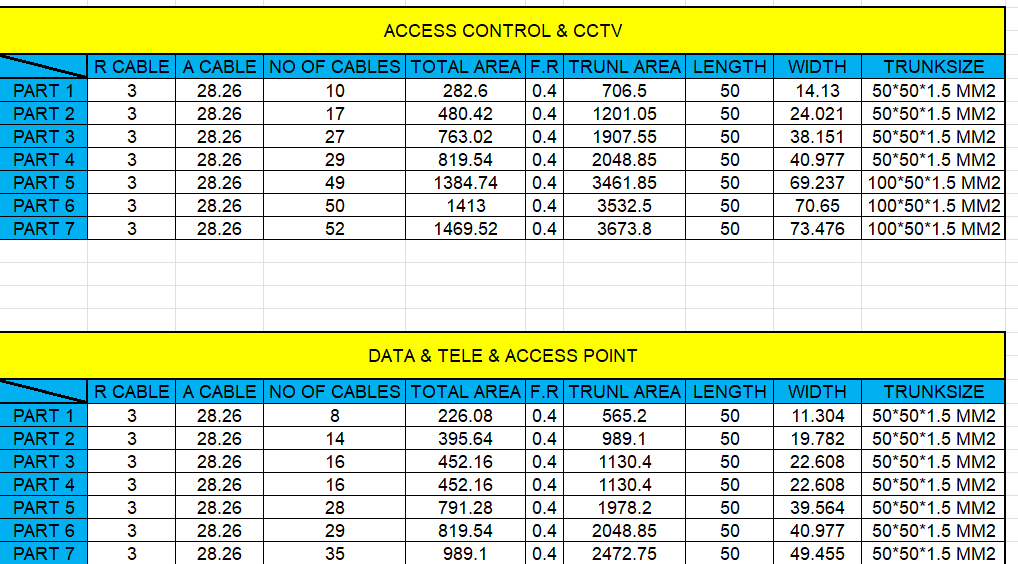 ACCESS CONTROL & CCTV
R CABLE A CABLE NO OF CABLES TOTAL AREA F.R TRUNL AREA LENGTH WIDTH TRUNKSIZE
PART 1 3 28.26 10 282.6 0.4 706.5 50 14.13 50*50*1.5 MM2
PART 2 3 28.26 17 480.42 0.4 1201.05 50 24.021 50*50*1.5 MM2
PART 3 3 28.26 27 763.02 0.4 1907.55 50 38.151 50*50*1.5 MM2
PART 4 3 28.26 29 819.54 0.4 2048.85 50 40.977 50*50*1.5 MM2
PART 5 3 28.26 49 1384.74 0.4 3461.85 50 69.237 100*50*1.5 MM2
PART 6 3 28.26 50 1413 0.4 3532.5 50 70.65 100*50*1.5 MM2
PART 7 3 28.26 52 1469.52 0.4 3673.8 50 73.476 100*50*1.5 MM2
DATA & TELE & ACCESS POINT
R CABLE A CABLE NO OF CABLES TOTAL AREA F.R TRUNL AREA LENGTH WIDTH TRUNKSIZE
PART 1 3 28.26 8 226.08 0.4 565.2 50 11.304 50*50*1.5 MM2
PART 2 3 28.26 14 395.64 0.4 989.1 50 19.782 50*50*1.5 MM2
PART 3 3 28.26 16 452.16 0.4 1130.4 50 22.608 50*50*1.5 MM2
PART 4 3 28.26 16 452.16 0.4 1130.4 50 22.608 50*50*1.5 MM2
PART 5 3 28.26 28 791.28 0.4 1978.2 50 39.564 50*50*1.5 MM2
PART 6 3 28.26 29 819.54 0.4 2048.85 50 40.977 50*50*1.5 MM2
PART 7 3 28.26 35 989.1 0.4 2472.75 50 49.455 50*50*1.5 MM2